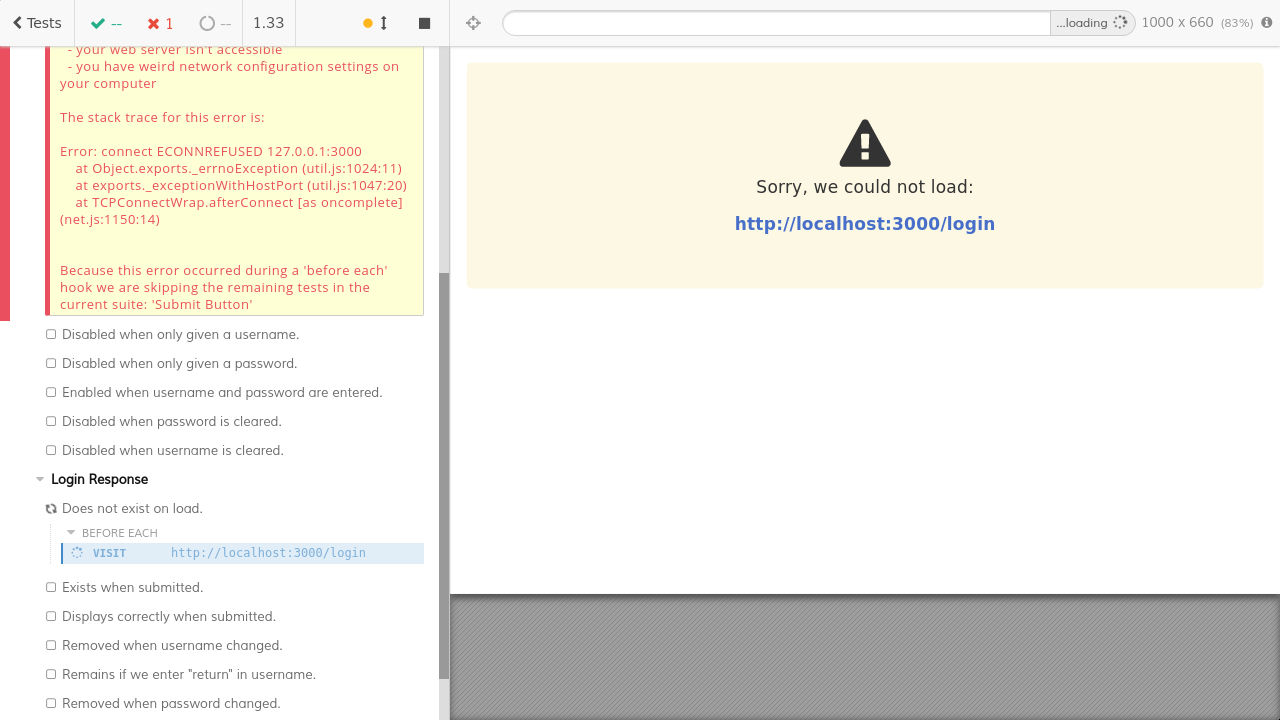 Tests
--
1
--
1.33
...loading
1000 x 660 (83%)
- your web server isn't accessible
- you have weird network configuration settings on
your computer
The stack trace for this error is:
Error: connect ECONNREFUSED 127.0.0.1:3000
at Object.exports._errnoException (util.js:1024:11)
at exports._exceptionWithHostPort (util.js:1047:20)
at TCPConnectWrap.afterConnect [as oncomplete]
(net.js:1150:14)
Because this error occurred during a 'before each'
hook we are skipping the remaining tests in the
current suite: 'Submit Button'
Disabled when only given a username.
Disabled when only given a password.
Enabled when username and password are entered.
Disabled when password is cleared.
Disabled when username is cleared.
Login Response
Does not exist on load.
BEFORE EACH
VISIT http://localhost:3000/login
Exists when submitted.
Displays correctly when submitted.
Removed when username changed.
Remains if we enter "return" in username.
Removed when password changed.
Sorry, we could not load:
http://localhost:3000/login